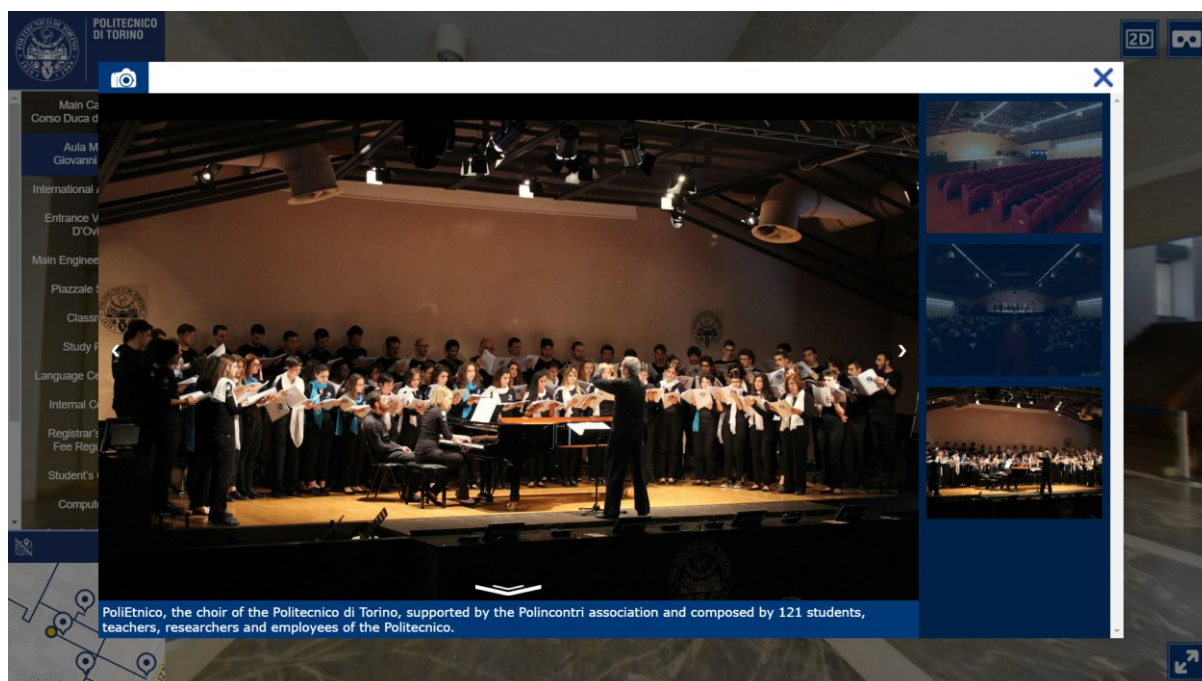 POLITECNICO
DI TORINO
2D
Main Ca
Corso Duca d
Aula M
Giovanni
International
Entrance V
D'Ovi
Main Enginee
Piazzale S
Classr
Study R
Language Ce
Internal C
Registrar's
Fee Regu
Student's
Comput
PoliEtnico, the choir of the Politecnico di Torino, supported by the Polincontri association and composed by 121 students,
teachers, researchers and employees of the Politecnico.
Google